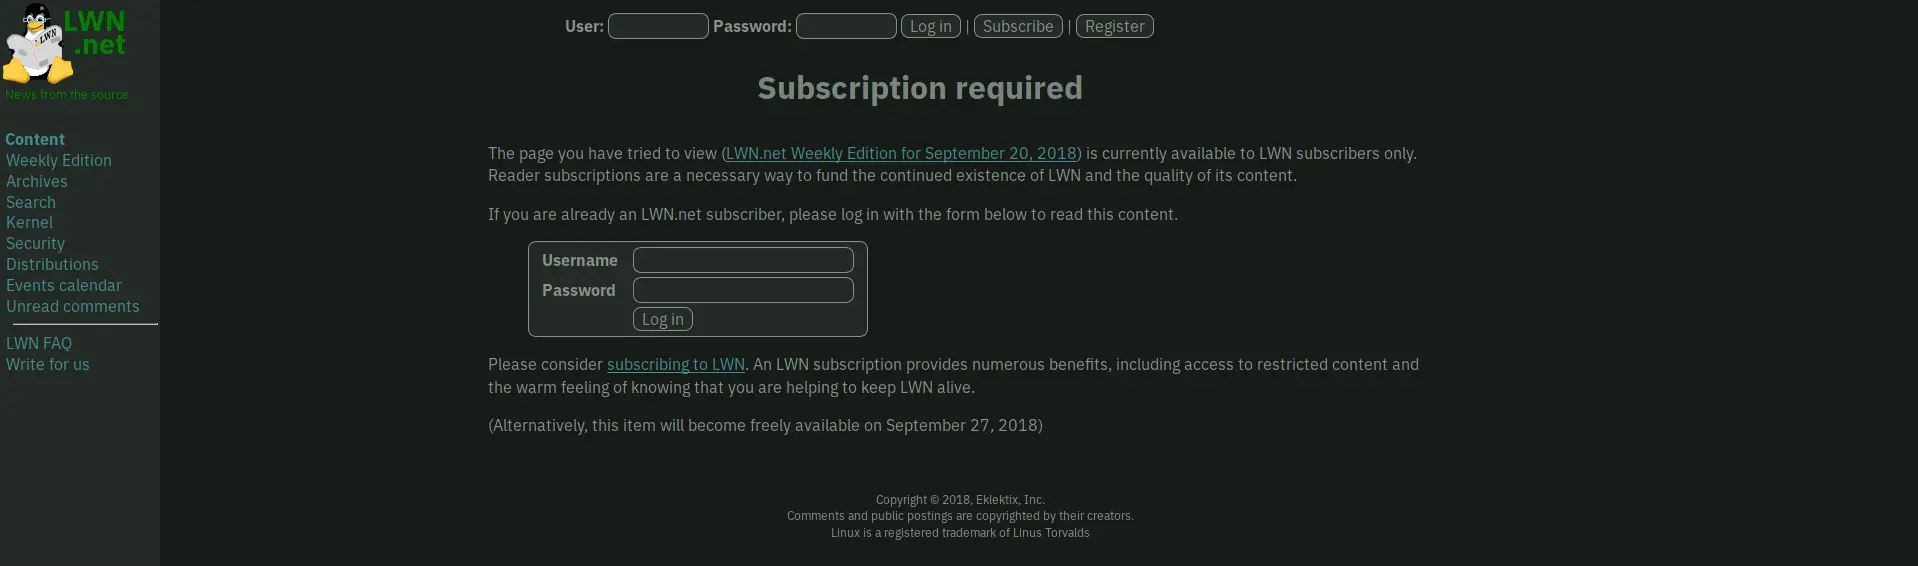 LWN
.net
LWN
News from the source
User: Password: Log in | Subscribe | Register
Content
Weekly Edition
Archives
Search
Kernel
Security
Distributions
Events calendar
Unread comments
LWN FAQ
Write for us
Subscription required
The page you have tried to view (LWN.net Weekly Edition for September 20, 2018) is currently available to LWN subscribers only.
Reader subscriptions are a necessary way to fund the continued existence of LWN and the quality of its content.
If you are already an LWN.net subscriber, please log in with the form below to read this content.
Username
Password
Log in
Please consider subscribing to LWN. An LWN subscription provides numerous benefits, including access to restricted content and
the warm feeling of knowing that you are helping to keep LWN alive.
(Alternatively, this item will become freely available on September 27, 2018)
Copyright © 2018, Eklektix, Inc.
Comments and public postings are copyrighted by their creators.
Linux is a registered trademark of Linus Torvalds